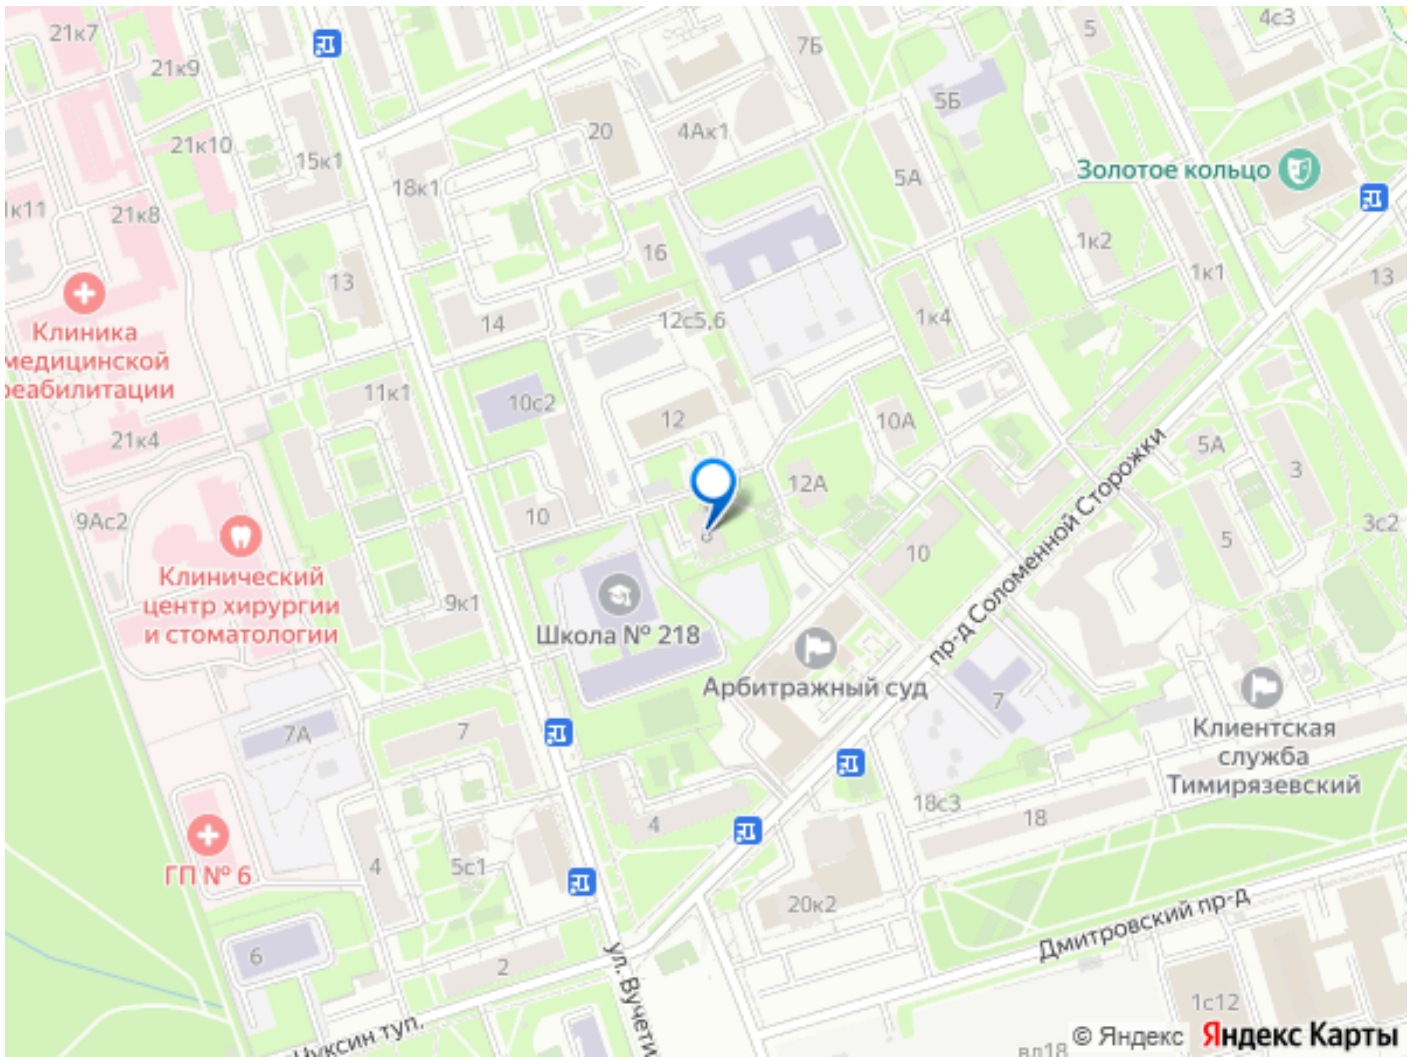 21к7
4с3
5
7Б
21к9
5Б
20
4Ак1
21к10
15к1
Золотое кольцо
5А
18к1
1к11
21к8
1к2
16
1к1
13
13
12с5,6
1к4
14
Клиника
медицинской
реабилитации
11к1
10с2
12
10А
21к4
5А
3
12А
9Ас2
10
8
3с2
5
10
пр-д Соломенной Сторожки
Клинический
центр хирургии
и стоматологии
9к1
Школа № 218
Арбитражный суд
7
Клиентская
служба
Тимирязевский
7А
7
18с3
18
4
ГП № 6
4
5с1
20к2
Дмитровский пр-д
6
2
ул. Вучети
Чуксин туп.
1с12
вл18
© Яндекс Яндекс Карты